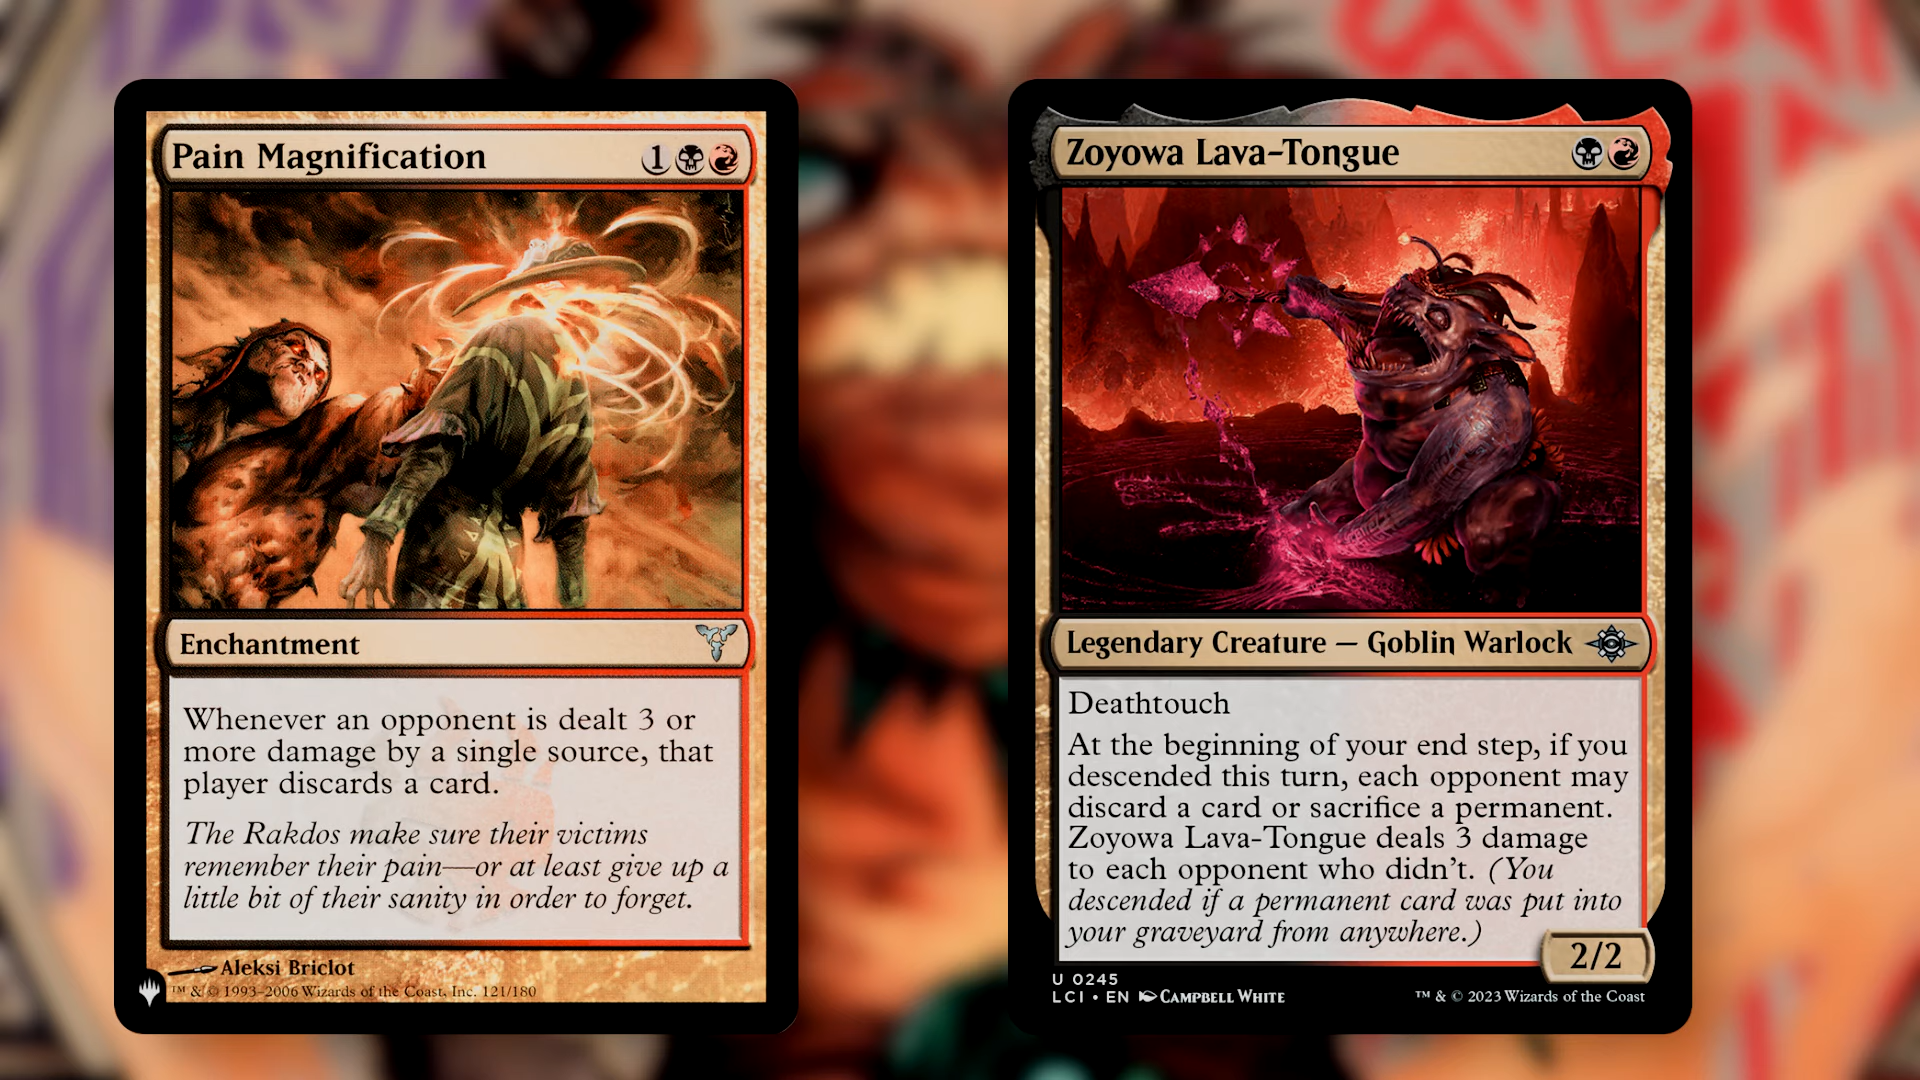 Pain Magnification
1
Enchantment
Whenever an opponent is dealt 3 or
more damage by a single source, that
player discards a card.
The Rakdos make sure their victims
remember their pain—or at least give up a
little bit of their sanity in order to forget.
Aleksi Briclot
™ & © 1993–2006 Wizards of the Coast, Inc. 121/180
Zoyowa Lava-Tongue
Legendary Creature — Goblin Warlock
Deathtouch
At the beginning of your end step, if you
descended this turn, each opponent may
discard a card or sacrifice a permanent.
Zoyowa Lava-Tongue deals 3 damage
to each opponent who didn't. (You
descended if a permanent card was put into
your graveyard from anywhere.)
2/2
U 0245
LCI • EN Campbell White
™ & © 2023 Wizards of the Coast